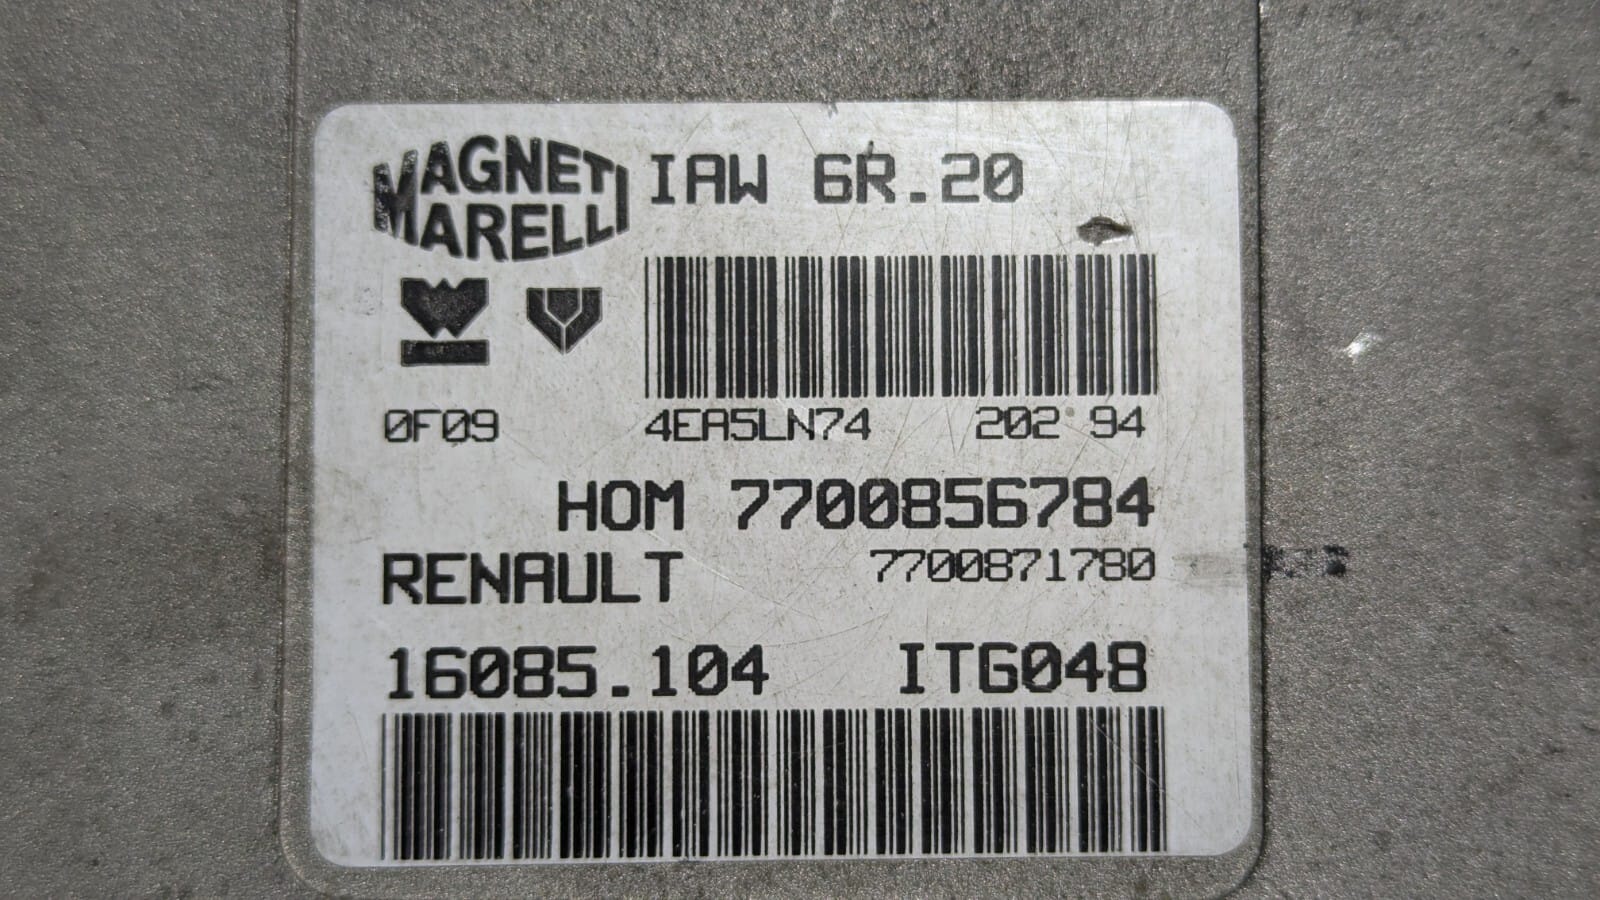 MAGNETI MARELLI
IAW 6R.20
W
0F09 4EA5LN74 202 94
HOM 7700856784
RENAULT 7700871780
16085.104 ITG048